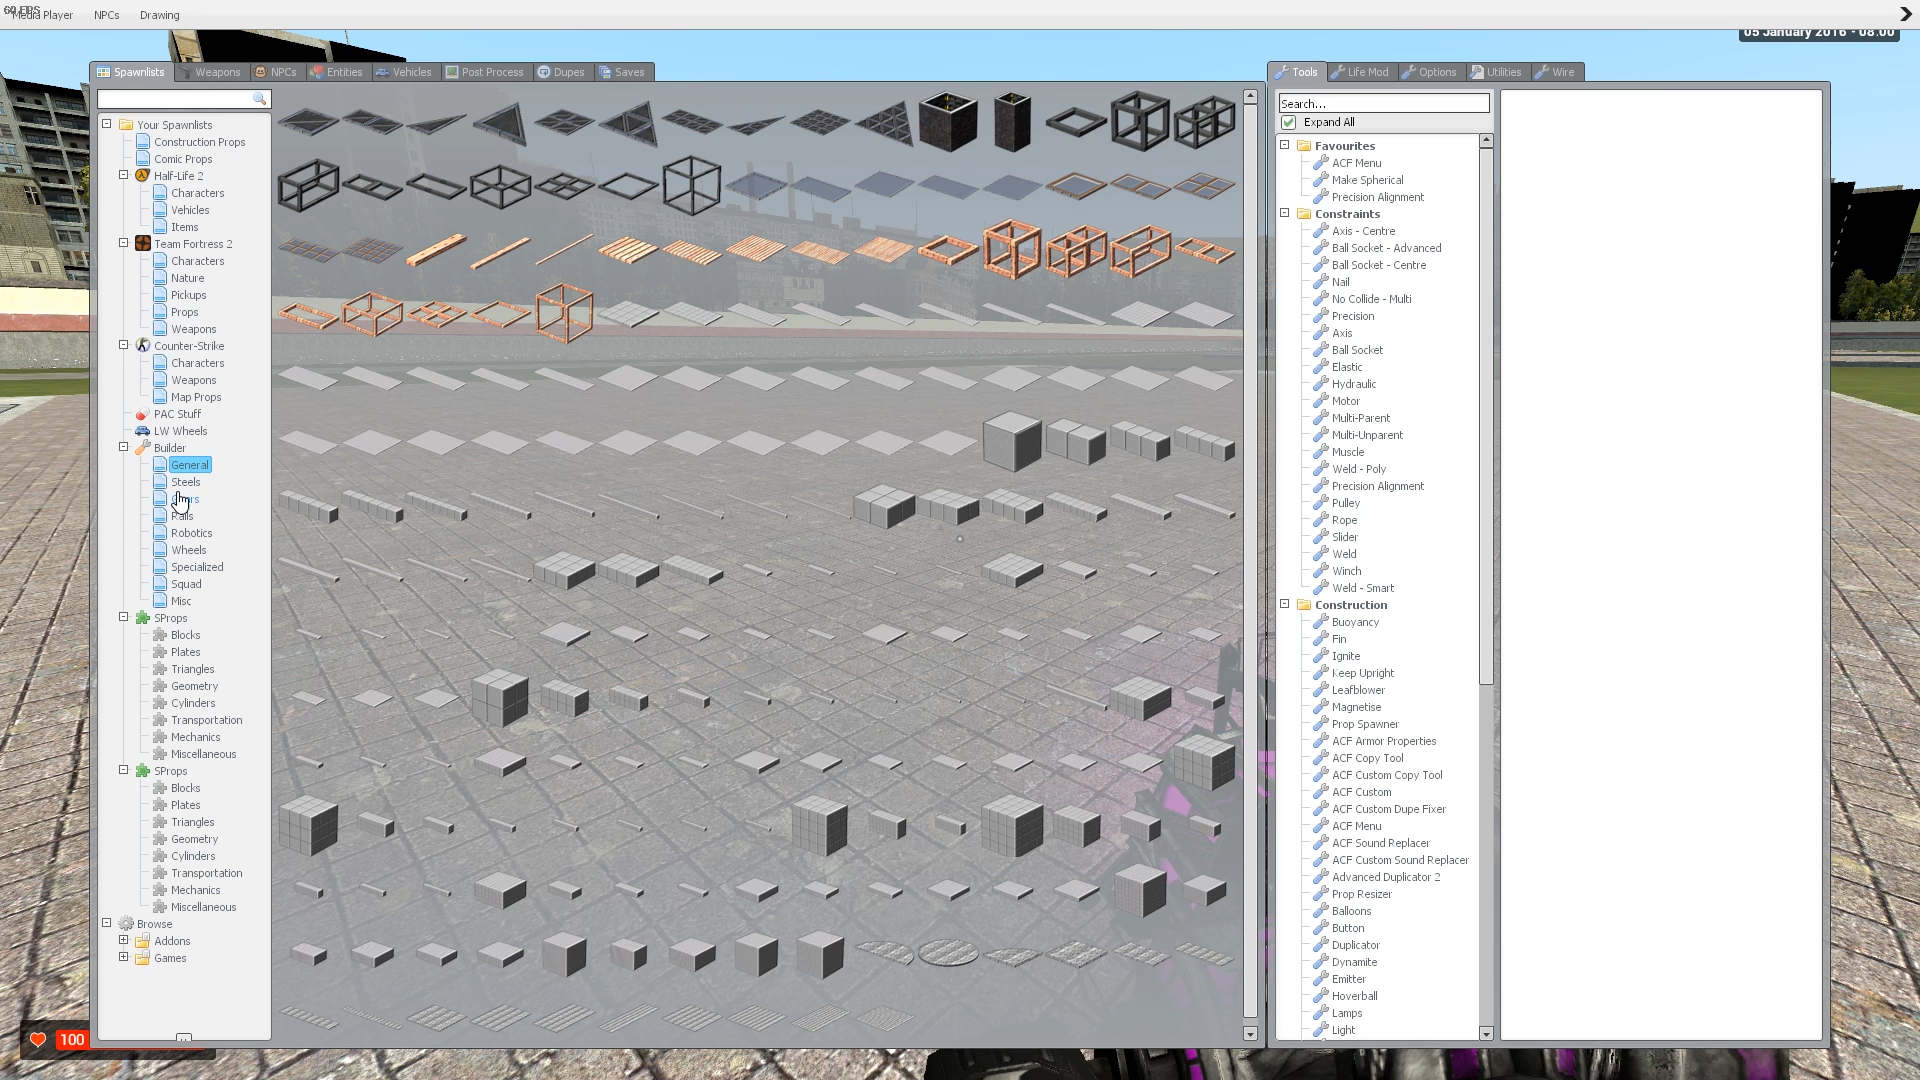 60 FPS
Media Player NPCs Drawing
05 January 2016 - 08:00
Spawnlists Weapons NPCs Entities Vehicles Post Process Dupes Saves
Your Spawnlists
Construction Props
Comic Props
Half-Life 2
Characters
Vehicles
Items
Team Fortress 2
Characters
Nature
Pickups
Props
Weapons
Counter-Strike
Characters
Weapons
Map Props
PAC Stuff
LW Wheels
Builder
General
Steels
Rails
Robotics
Wheels
Specialized
Squad
Misc
SProps
Blocks
Plates
Triangles
Geometry
Cylinders
Transportation
Mechanics
Miscellaneous
SProps
Blocks
Plates
Triangles
Geometry
Cylinders
Transportation
Mechanics
Miscellaneous
Browse
Addons
Games
100
Tools Life Mod Options Utilities Wire
Search...
Expand All
Favourites
ACF Menu
Make Spherical
Precision Alignment
Constraints
Axis - Centre
Ball Socket - Advanced
Ball Socket - Centre
Nail
No Collide - Multi
Precision
Axis
Ball Socket
Elastic
Hydraulic
Motor
Multi-Parent
Multi-Unparent
Muscle
Weld - Poly
Precision Alignment
Pulley
Rope
Slider
Weld
Winch
Weld - Smart
Construction
Buoyancy
Fin
Ignite
Keep Upright
Leafblower
Magnetise
Prop Spawner
ACF Armor Properties
ACF Copy Tool
ACF Custom Copy Tool
ACF Custom
ACF Custom Dupe Fixer
ACF Menu
ACF Sound Replacer
ACF Custom Sound Replacer
Advanced Duplicator 2
Prop Resizer
Balloons
Button
Duplicator
Dynamite
Emitter
Hoverball
Lamps
Light